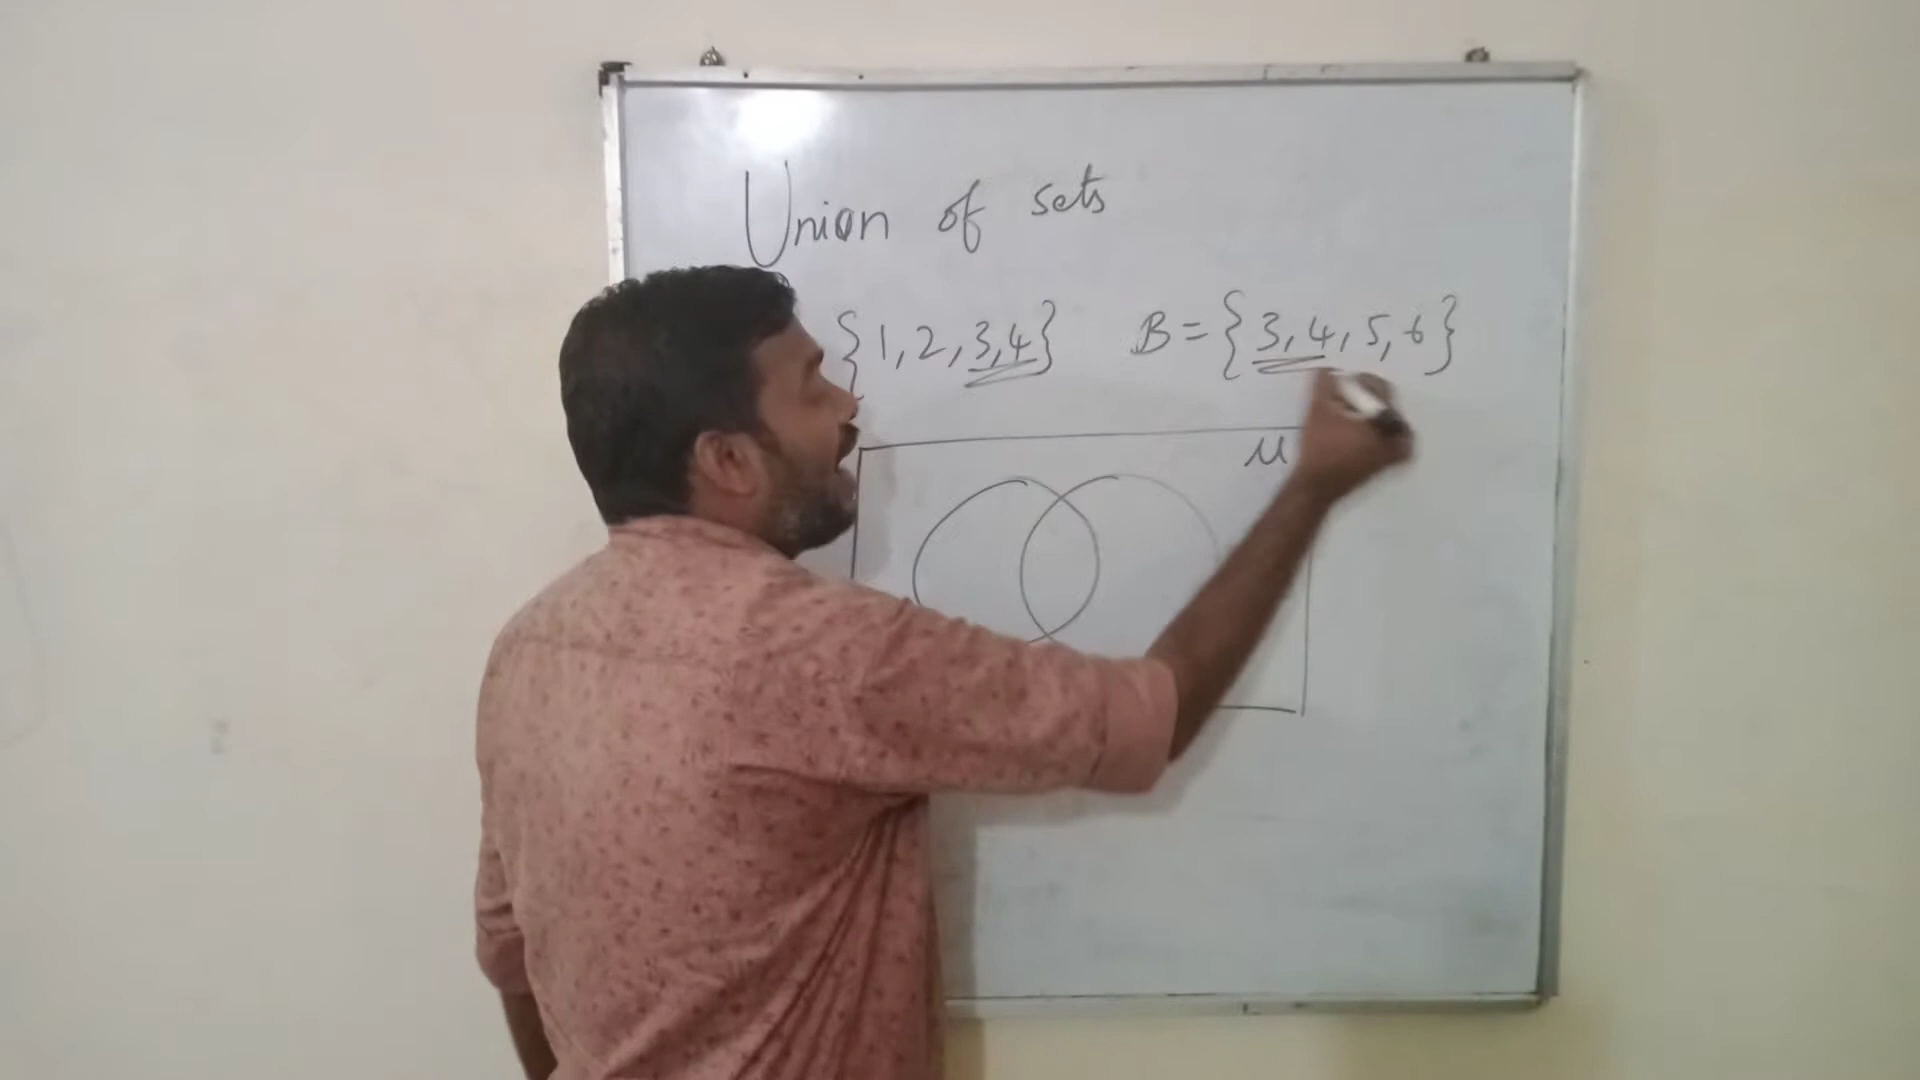 Union of sets
{1, 2, 3, 4} B = {3, 4, 5, 6}
μ